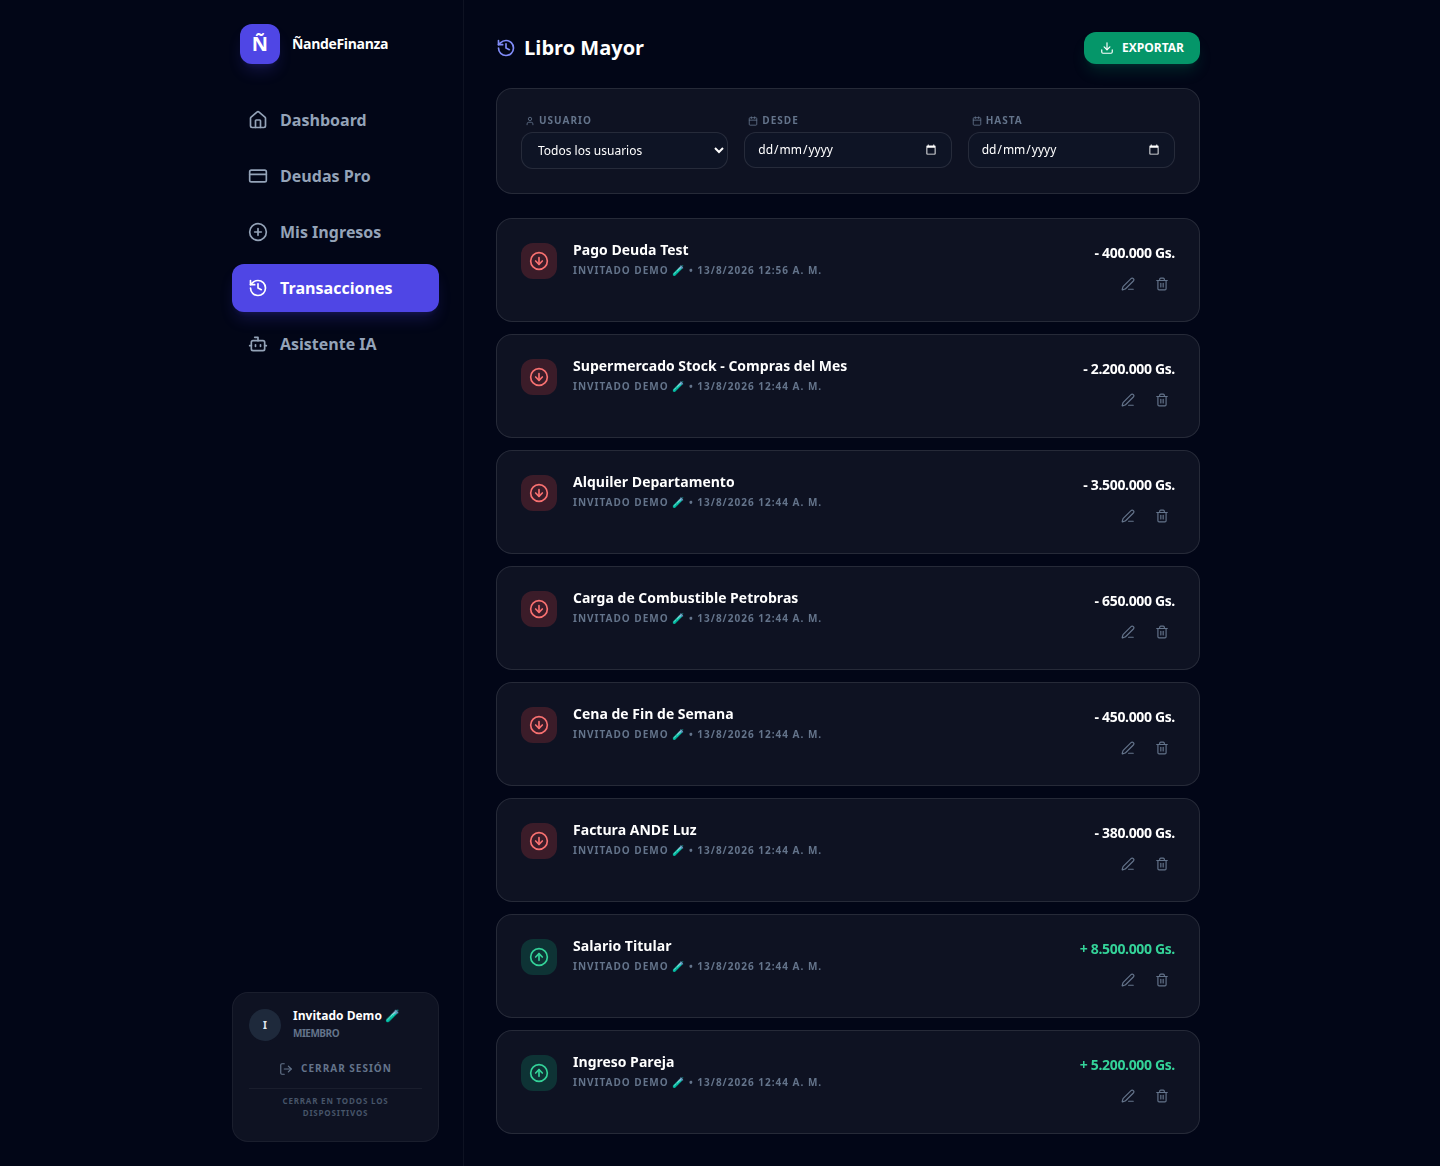 Ñ
ÑandeFinanza
Dashboard
Deudas Pro
Mis Ingresos
Transacciones
Asistente IA
I
Invitado Demo 🧪
MIEMBRO
CERRAR SESIÓN
CERRAR EN TODOS LOS
DISPOSITIVOS
Libro Mayor
EXPORTAR
USUARIO
Todos los usuarios
DESDE
dd/mm/yyyy
HASTA
dd/mm/yyyy
Pago Deuda Test
INVITADO DEMO 🧪 • 13/8/2026 12:56 A. M.
- 400.000 Gs.
Supermercado Stock - Compras del Mes
INVITADO DEMO 🧪 • 13/8/2026 12:44 A. M.
- 2.200.000 Gs.
Alquiler Departamento
INVITADO DEMO 🧪 • 13/8/2026 12:44 A. M.
- 3.500.000 Gs.
Carga de Combustible Petrobras
INVITADO DEMO 🧪 • 13/8/2026 12:44 A. M.
- 650.000 Gs.
Cena de Fin de Semana
INVITADO DEMO 🧪 • 13/8/2026 12:44 A. M.
- 450.000 Gs.
Factura ANDE Luz
INVITADO DEMO 🧪 • 13/8/2026 12:44 A. M.
- 380.000 Gs.
Salario Titular
INVITADO DEMO 🧪 • 13/8/2026 12:44 A. M.
+ 8.500.000 Gs.
Ingreso Pareja
INVITADO DEMO 🧪 • 13/8/2026 12:44 A. M.
+ 5.200.000 Gs.